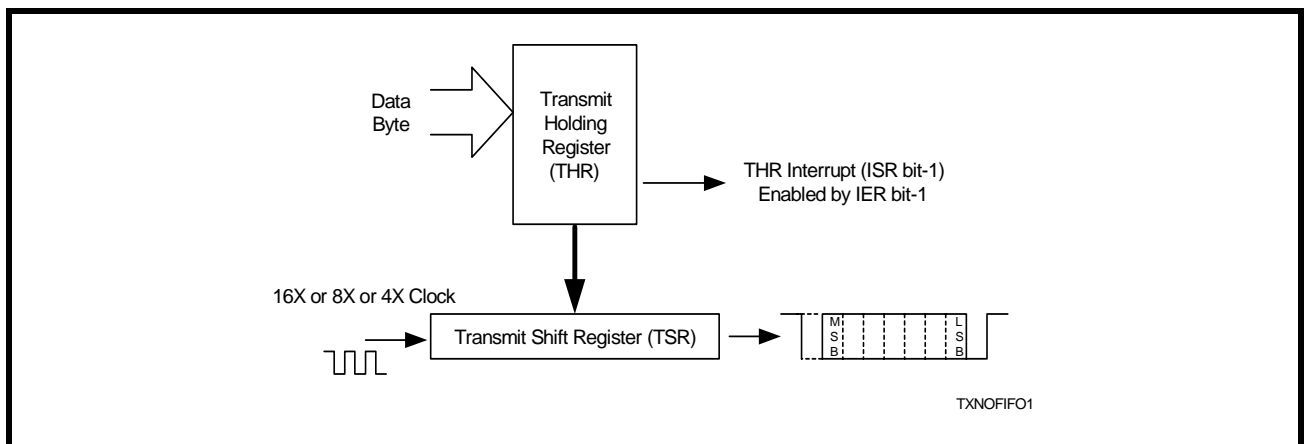 Data
Byte
Transmit
Holding
Register
(THR)
THR Interrupt (ISR bit-1)
Enabled by IER bit-1
16X or 8X or 4X Clock
Transmit Shift Register (TSR)
M
S
B
L
S
B
TXNOFIFO1